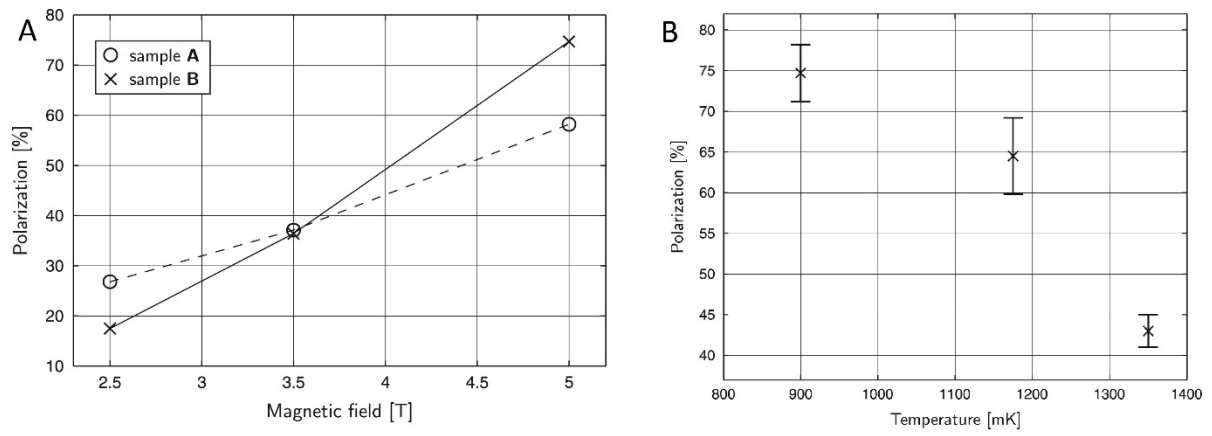 A
80
70
60
50
40
30
20
10
Polarization [%]
sample A
sample B
2.5 3 3.5 4 4.5 5
Magnetic field [T]
B
80
75
70
65
60
55
50
45
40
Polarization [%]
800 900 1000 1100 1200 1300 1400
Temperature [mK]